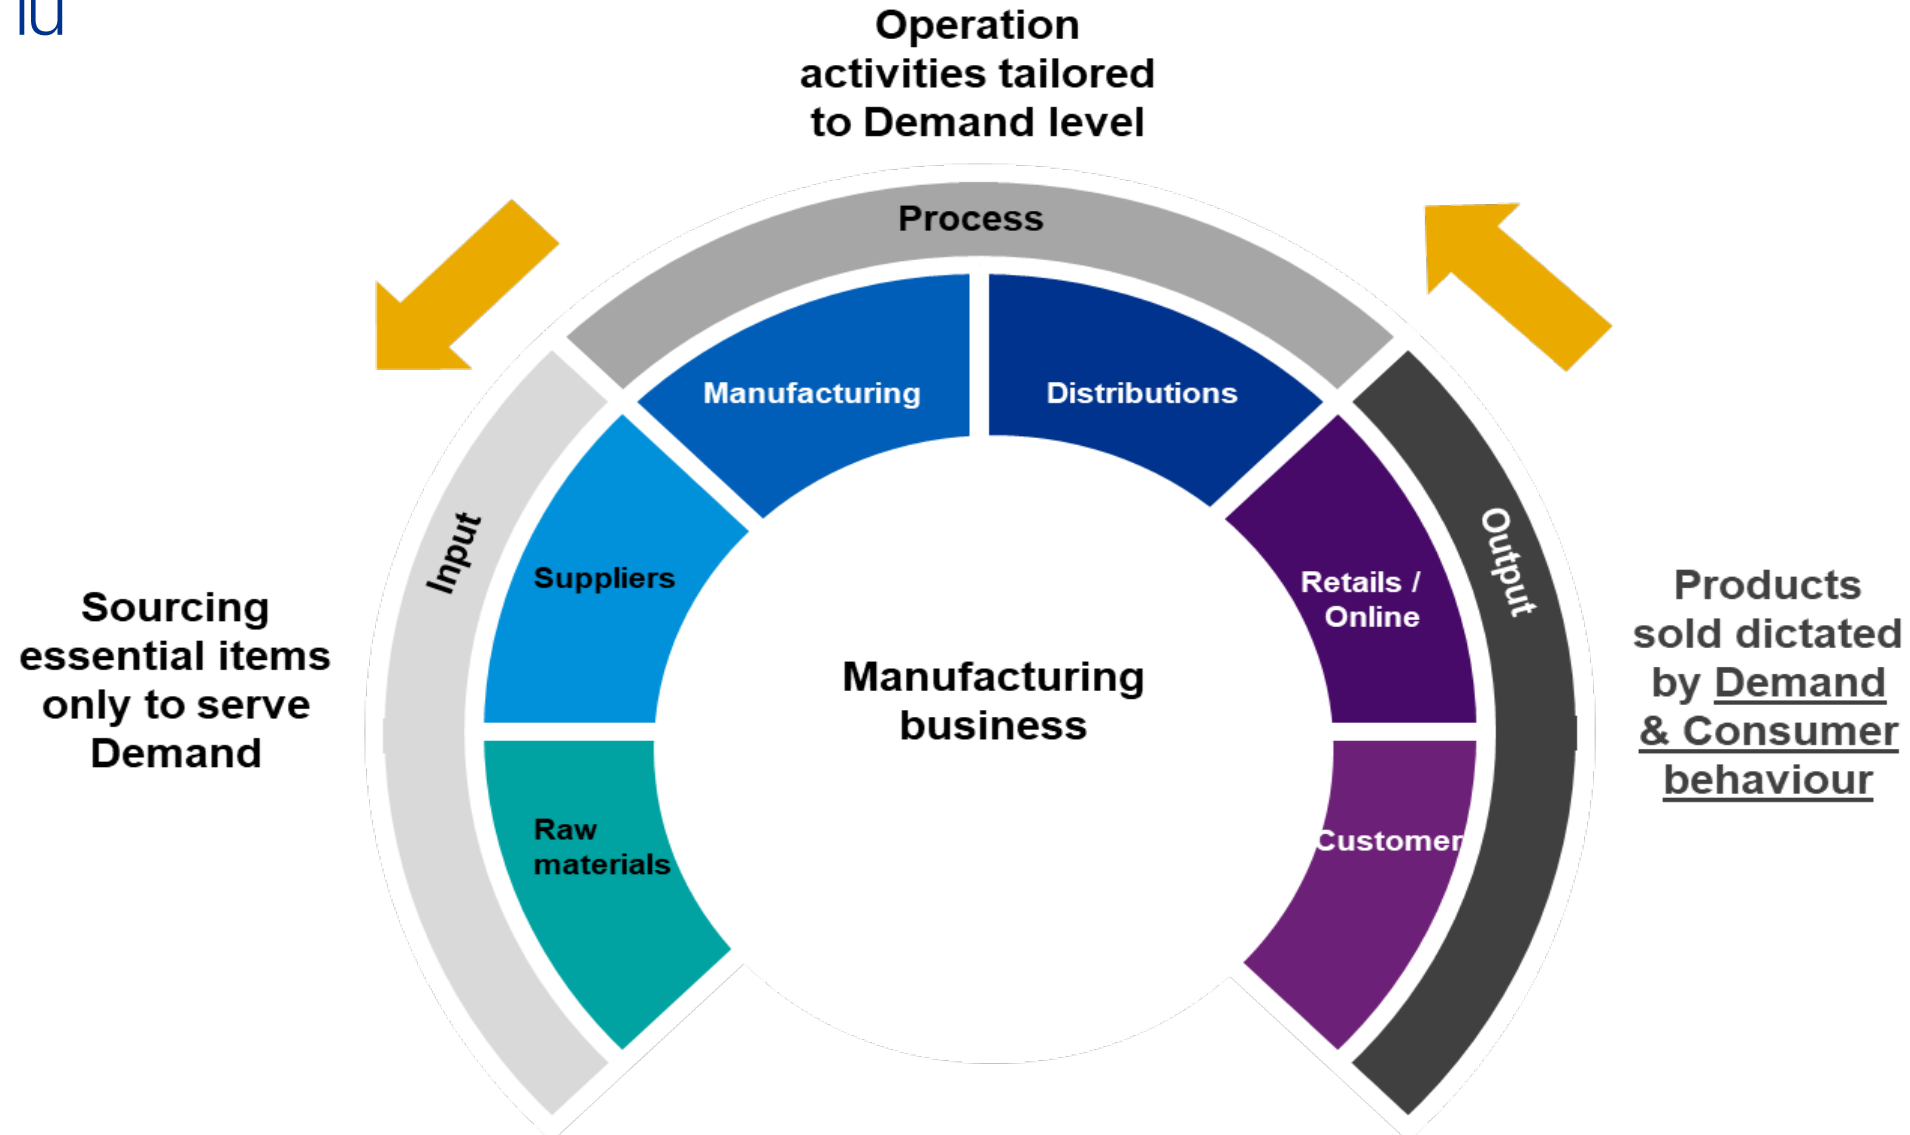 Operation
activities tailored
to Demand level
Process
Manufacturing
Distributions
Input
Suppliers
Raw
materials
Sourcing
essential items
only to serve
Demand
Manufacturing
business
Retails /
Online
Customer
Output
Products
sold dictated
by Demand
& Consumer
behaviour